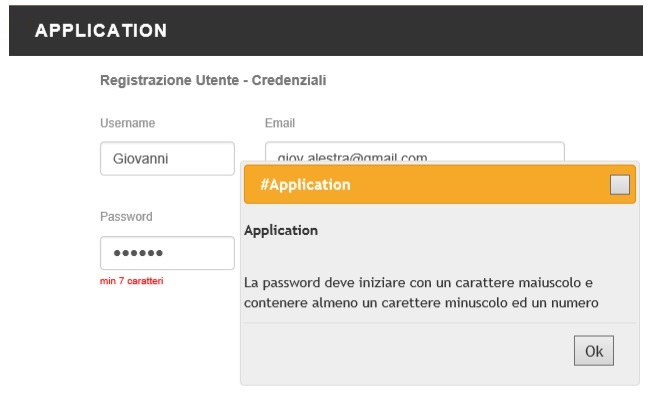 APPLICATION
Registrazione Utente - Credenziali
Username Email
Giovanni giov.alestra@gmail.com
#Application
Password
Application
●●●●●●
min 7 caratteri
La password deve iniziare con un carattere maiuscolo e
contenere almeno un carettere minuscolo ed un numero
Ok